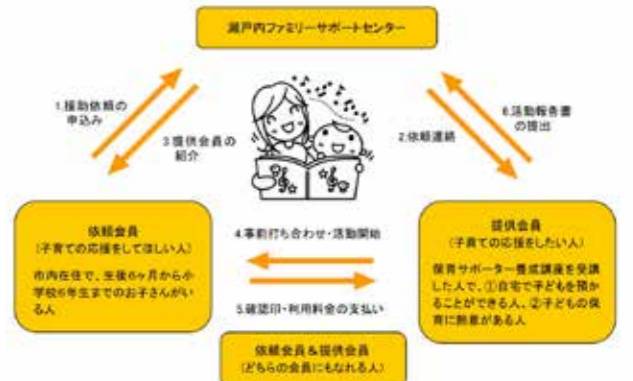 瀬戸内ファミリーサポートセンター
1.援助依頼の
申込み
3.提供会員の
紹介
2.依頼連絡
6.活動報告書
の提出
依頼会員
(子育ての応援をしてほしい人)
市内在住で、生後6ヶ月から小
学校6年生までのお子さんがい
る人
4.事前打ち合わせ・活動開始
5.確認印・利用料金の支払い
提供会員
(子育ての応援をしたい人)
保育サポーター養成講座を受講
した人で、①自宅で子どもを預か
ることができる人、②子どもの保
育に熱意がある人
依頼会員&提供会員
(どちらの会員にもなれる人)